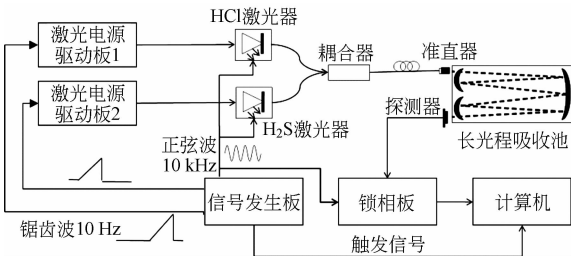 HCl激光器
激光电源
驱动板1
耦合器
准直器
激光电源
驱动板2
H₂S激光器
探测器
长光程吸收池
正弦波
10 kHz
信号发生板
锁相板
计算机
锯齿波10 Hz
触发信号